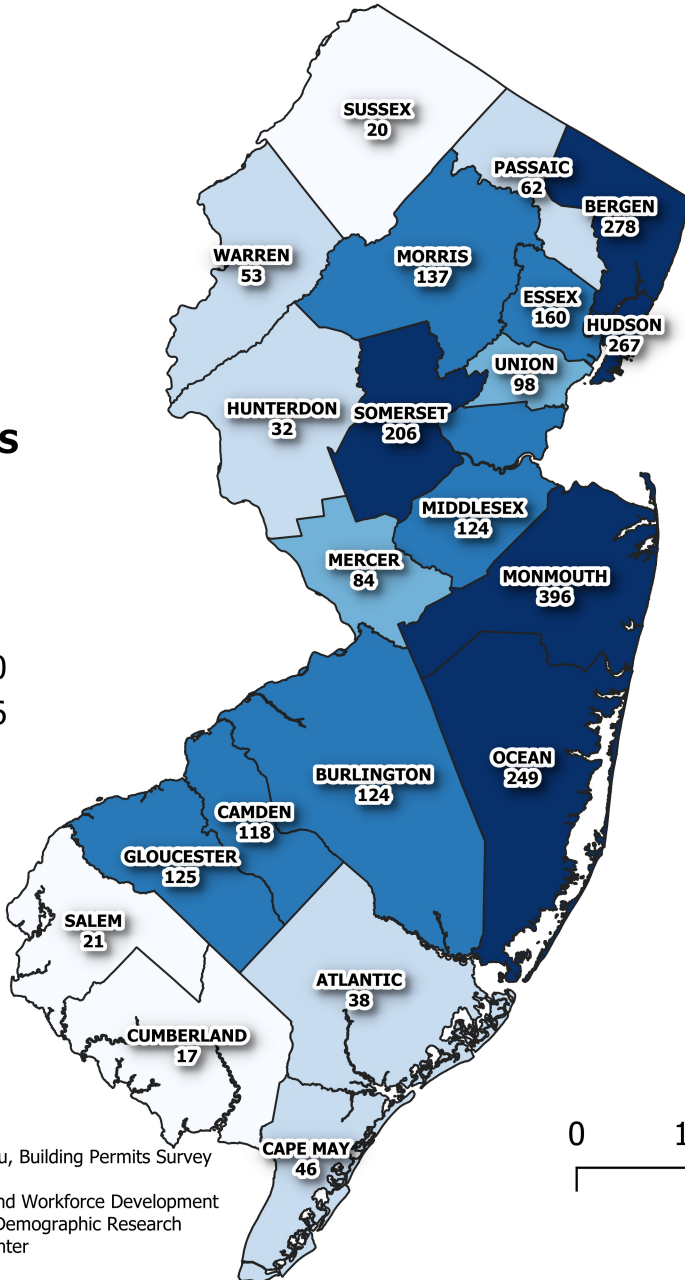 SUSSEX
20
PASSAIC
62
BERGEN
278
WARREN
53
MORRIS
137
ESSEX
160
HUDSON
267
UNION
98
HUNTERDON
32
SOMERSET
206
s
MIDDLESEX
124
MERCER
84
MONMOUTH
396
0
6
OCEAN
249
BURLINGTON
124
CAMDEN
118
GLOUCESTER
125
SALEM
21
ATLANTIC
38
CUMBERLAND
17
CAPE MAY
46
0 1
u, Building Permits Survey
nd Workforce Development
Demographic Research
nter